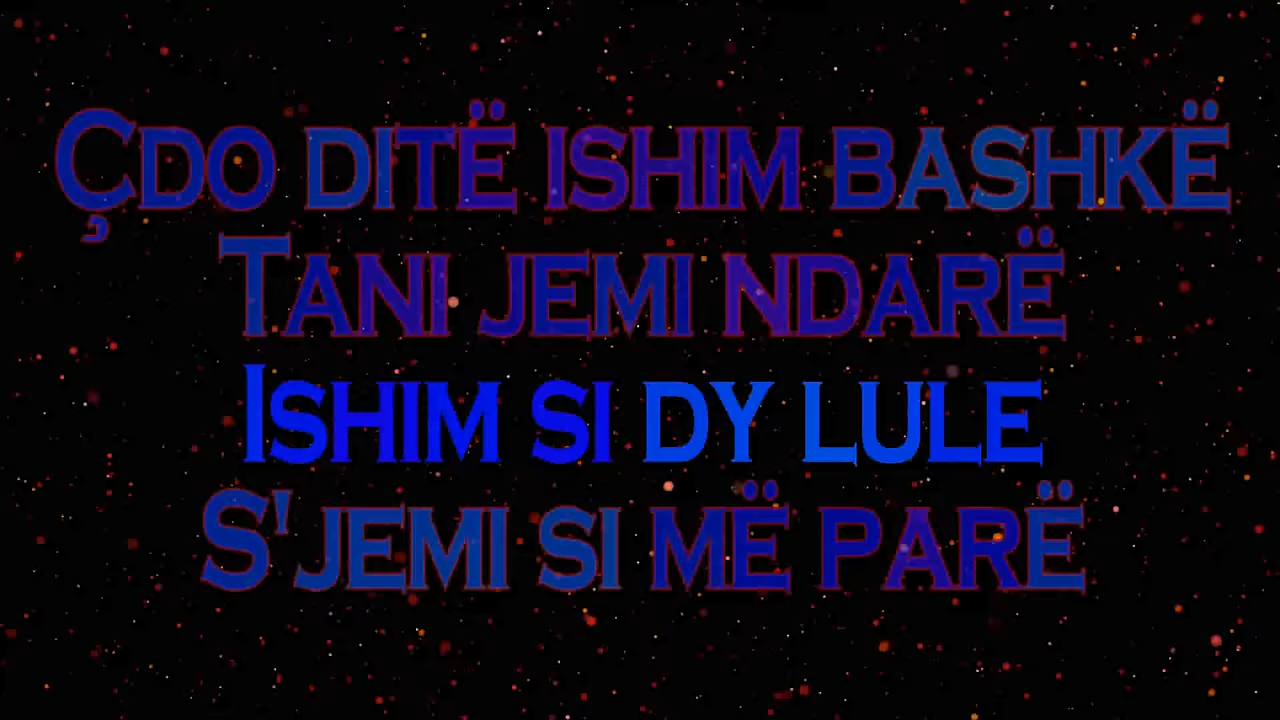 Çdo ditë ishim bashkë
Tani jemi ndarë
Ishim si dy lule
S'jemi si më parë